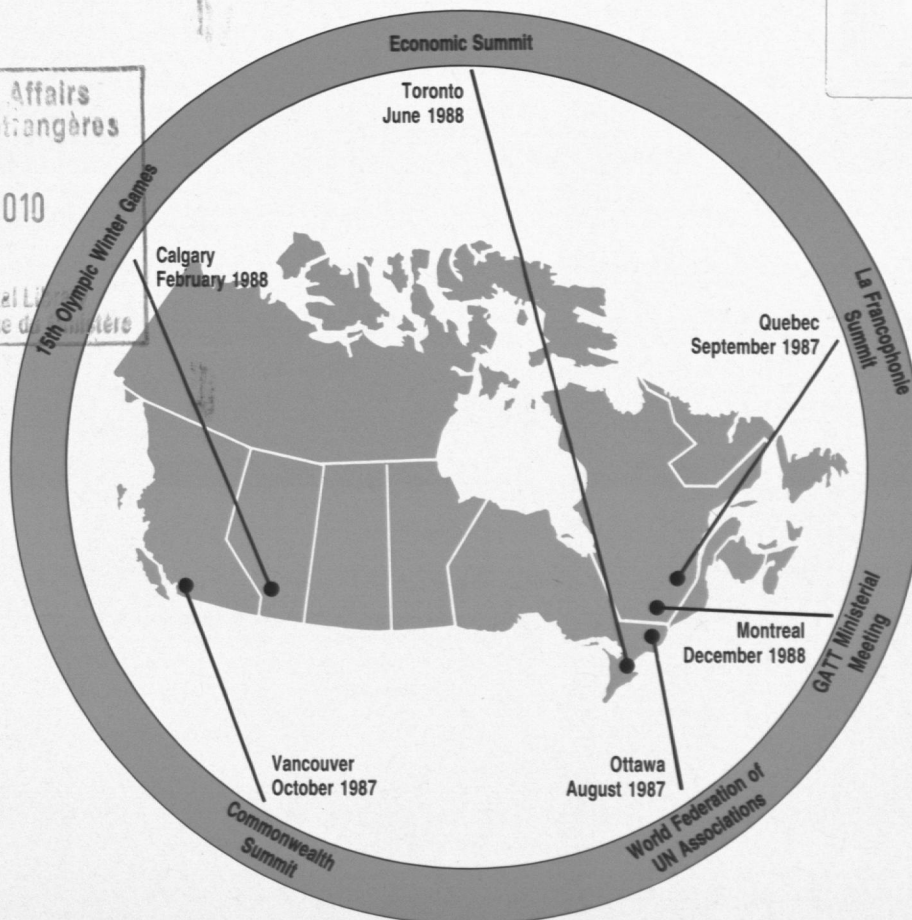 Economic Summit
Toronto
June 1988
Affairs
010
15th Olympic Winter Games
Calgary
February 1988
La Francophonie
Summit
Quebec
September 1987
GATT Ministerial
Meeting
Montreal
December 1988
Ottawa
August 1987
World Federation of
UN Associations
Vancouver
October 1987
Commonwealth
Summit